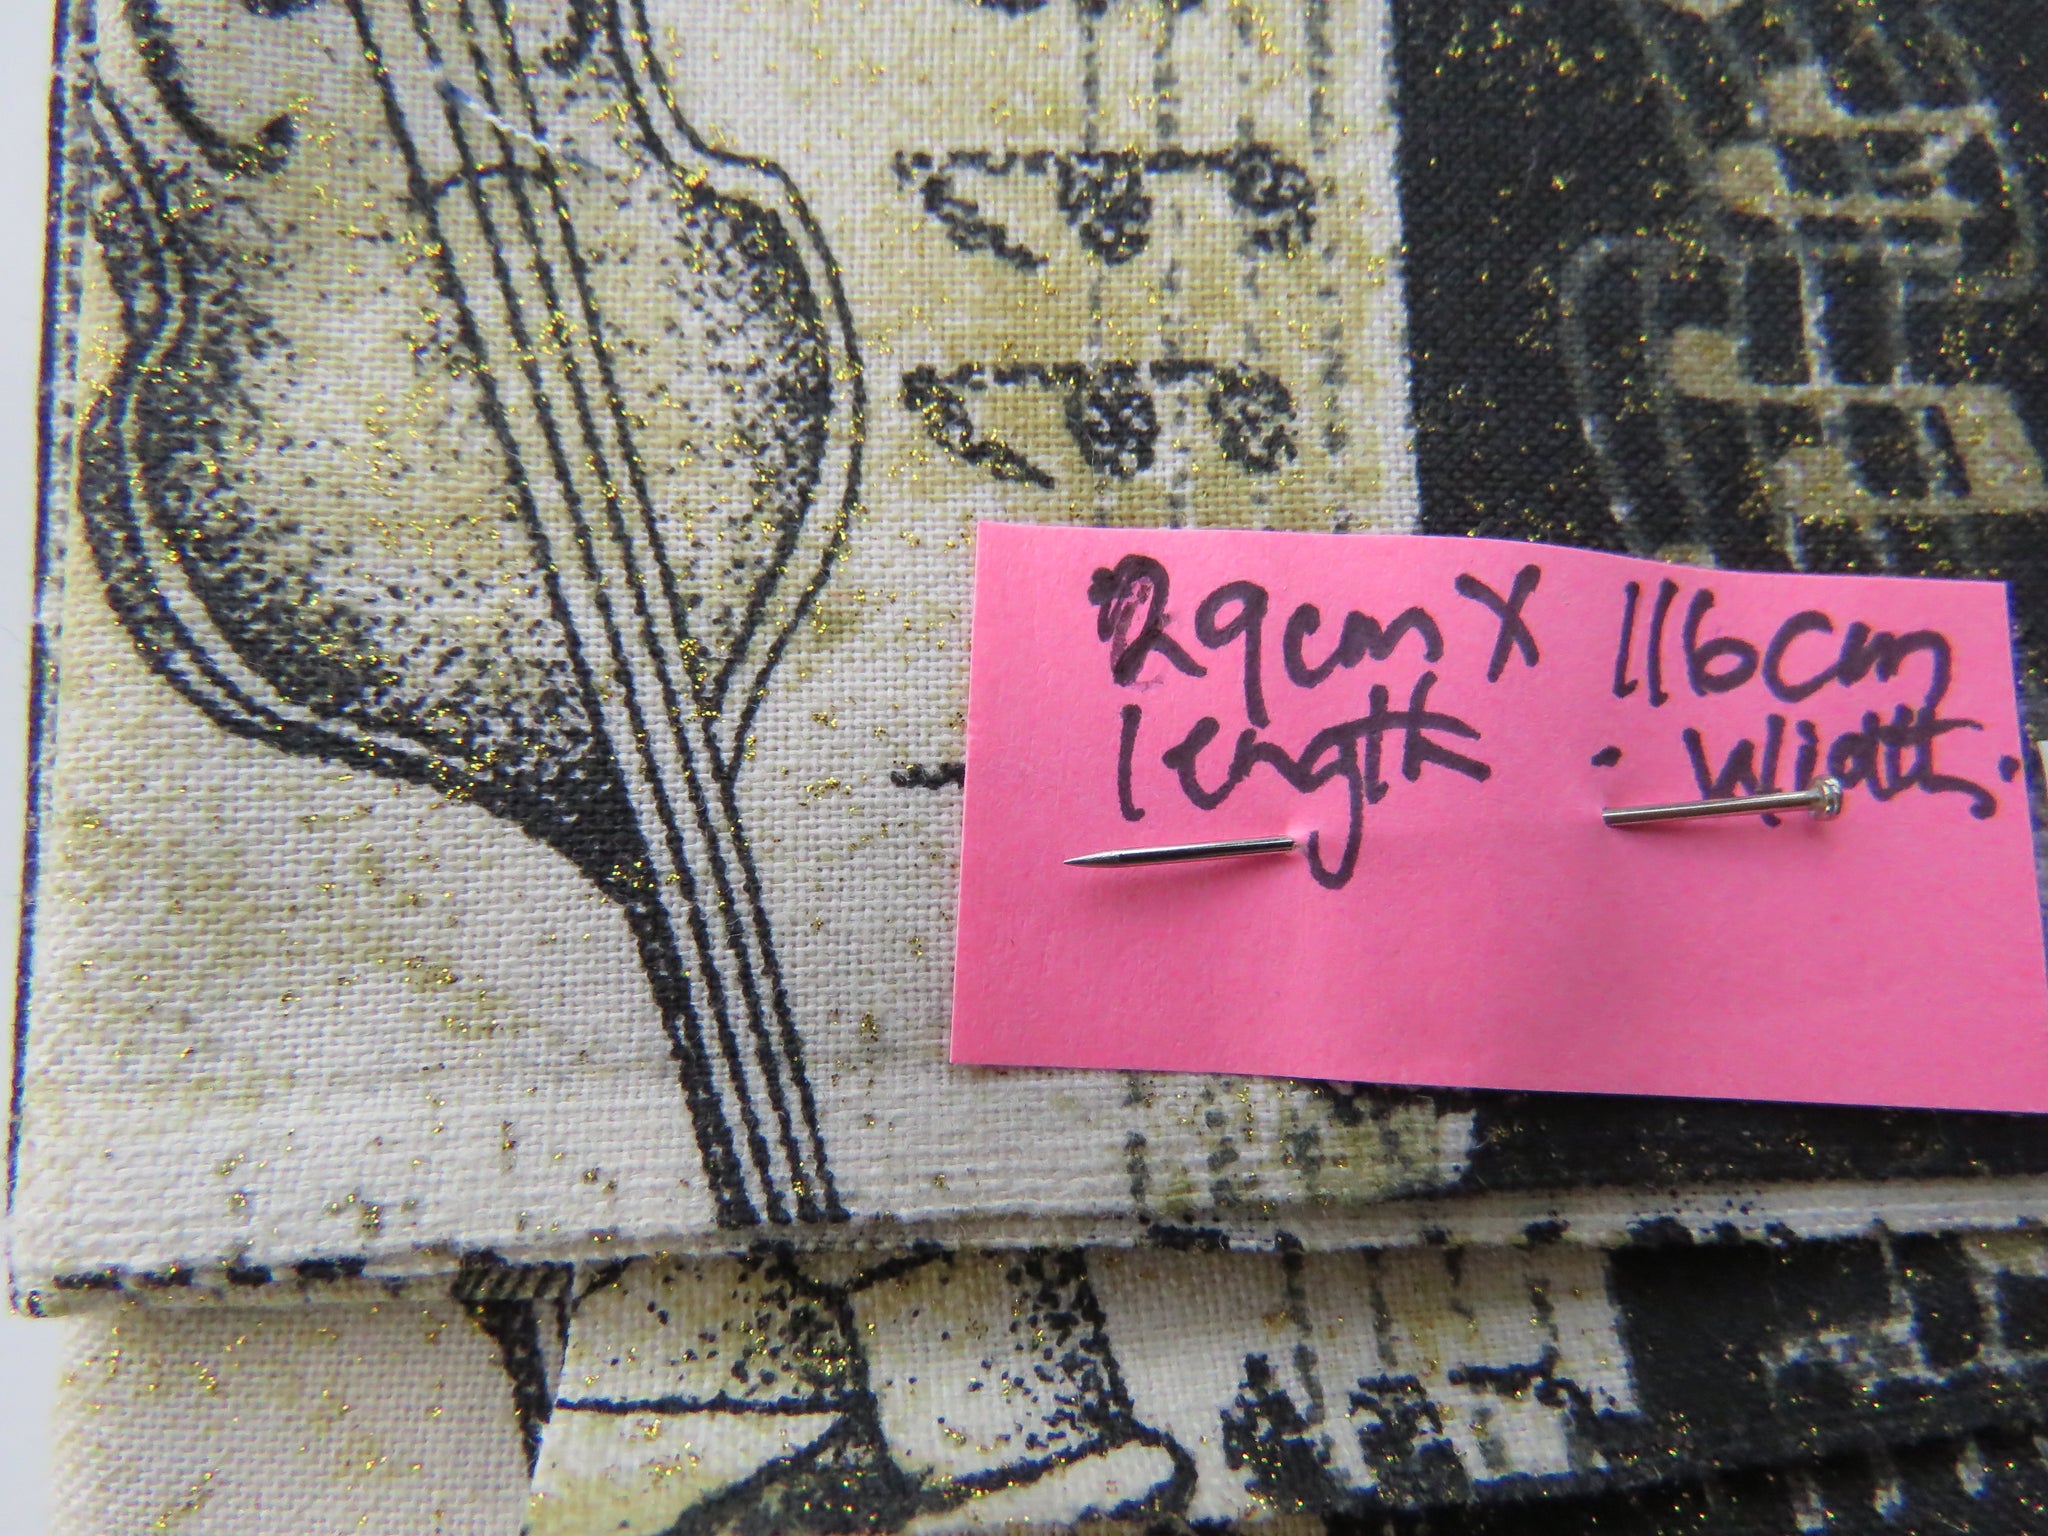 29cm X 116cm
length . width.